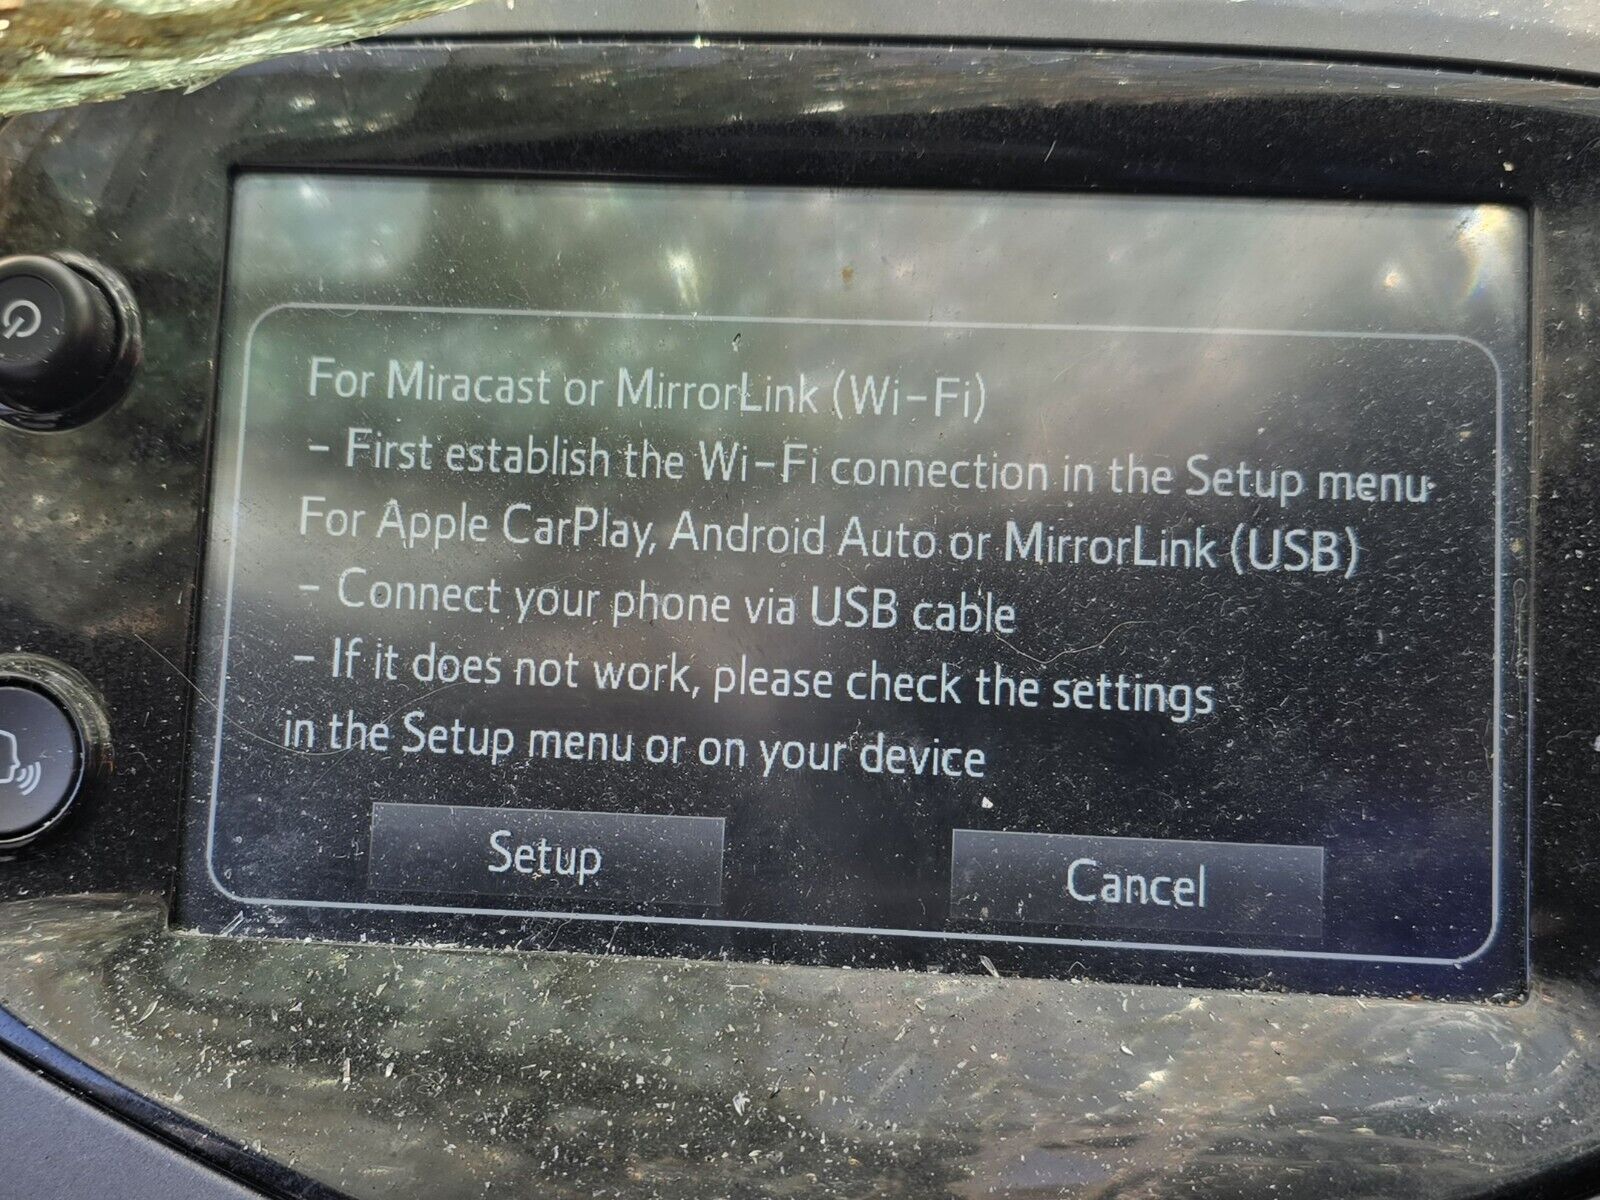 For Miracast or MirrorLink (Wi-Fi)
- First establish the Wi-Fi connection in the Setup menu
For Apple CarPlay, Android Auto or MirrorLink (USB)
- Connect your phone via USB cable
- If it does not work, please check the settings
in the Setup menu or on your device
Setup
Cancel